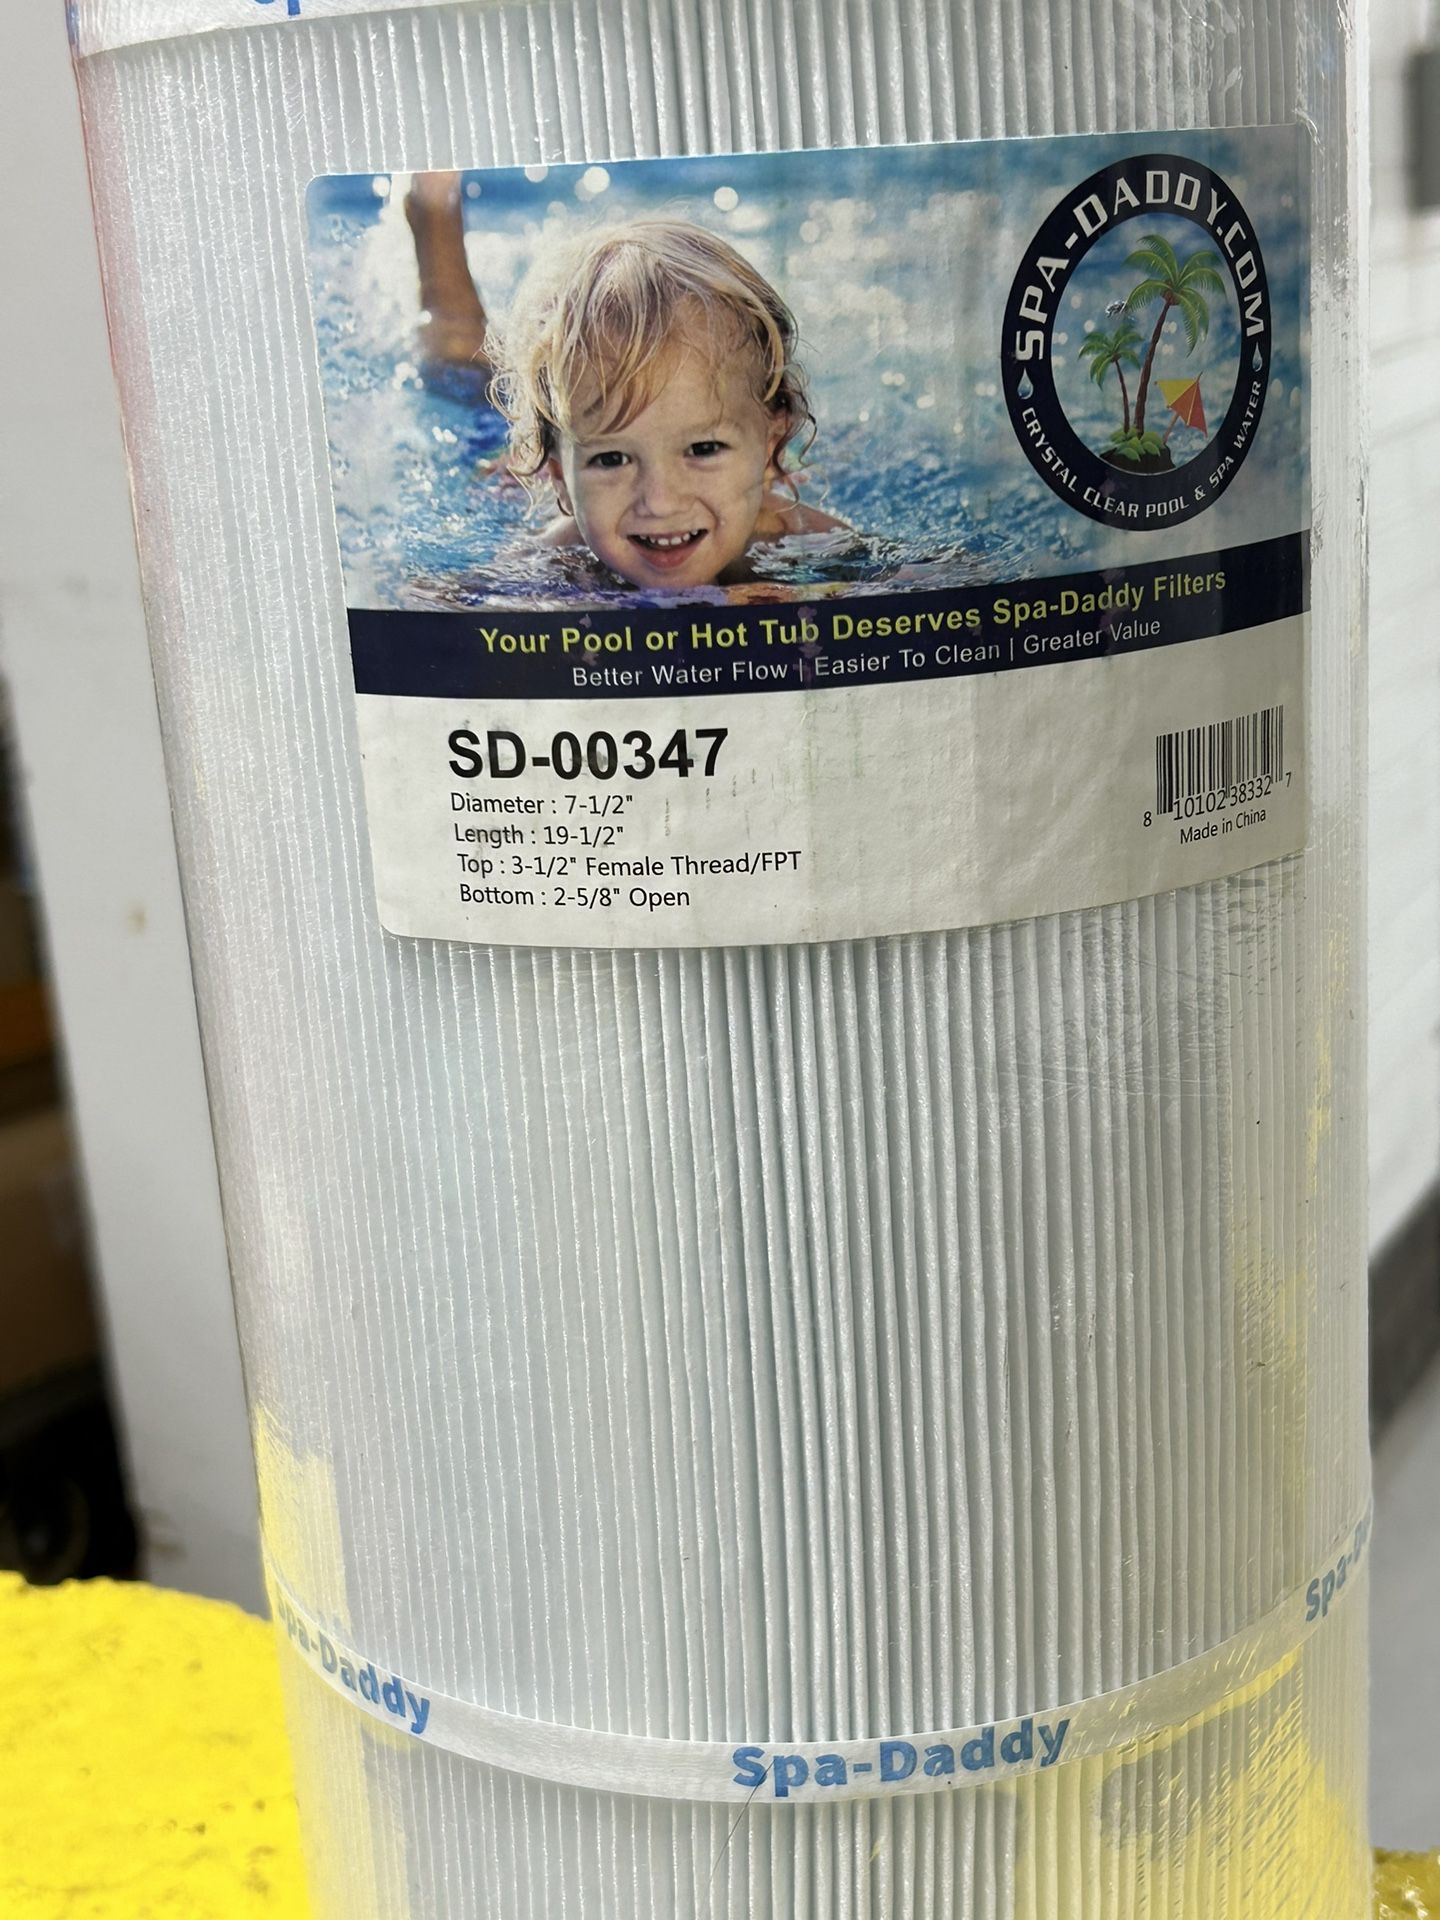 SPA-DADDY.COM
CRYSTAL CLEAR POOL & SPA WATER
Your Pool or Hot Tub Deserves Spa-Daddy Filters
Better Water Flow | Easier To Clean | Greater Value
SD-00347
Diameter : 7-1/2"
Length : 19-1/2"
Top : 3-1/2" Female Thread/FPT
Bottom : 2-5/8" Open
8 10102 38332 7
Made in China
Spa-Daddy
Spa-Daddy